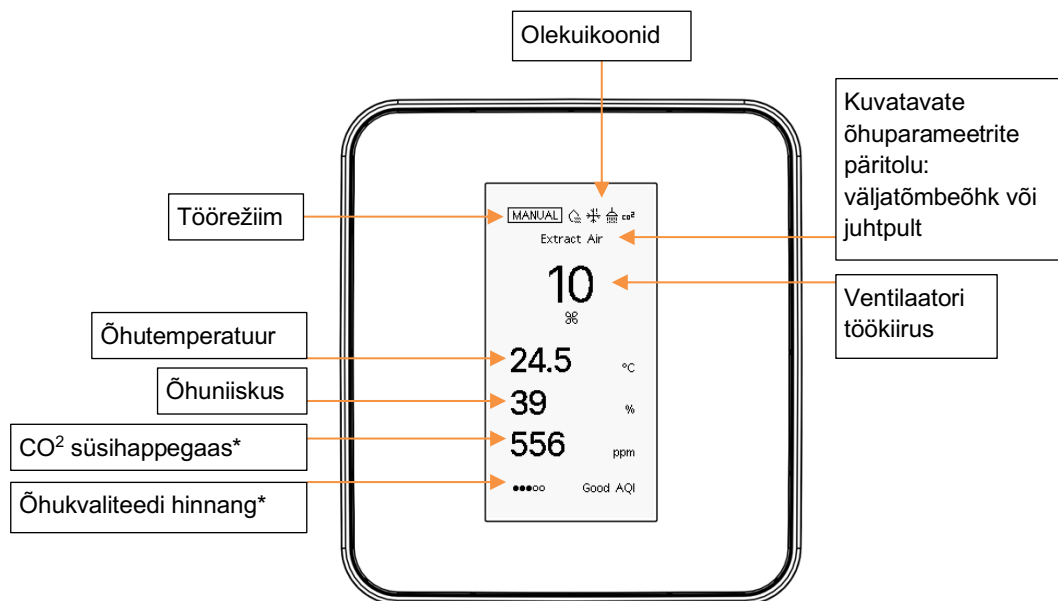 Olekuikoonid
Kuvatavate
õhuparameetrite
päritolu:
väljatõmbeõhk või
juhtpult
Töörežiim
MANUAL co²
Extract Air
10
Ventilaatori
töökiirus
Õhutemperatuur
24.5 °C
Õhuniiskus
39 %
CO² süsihappegaas*
556 ppm
Õhukvaliteedi hinnang*
Good AQI